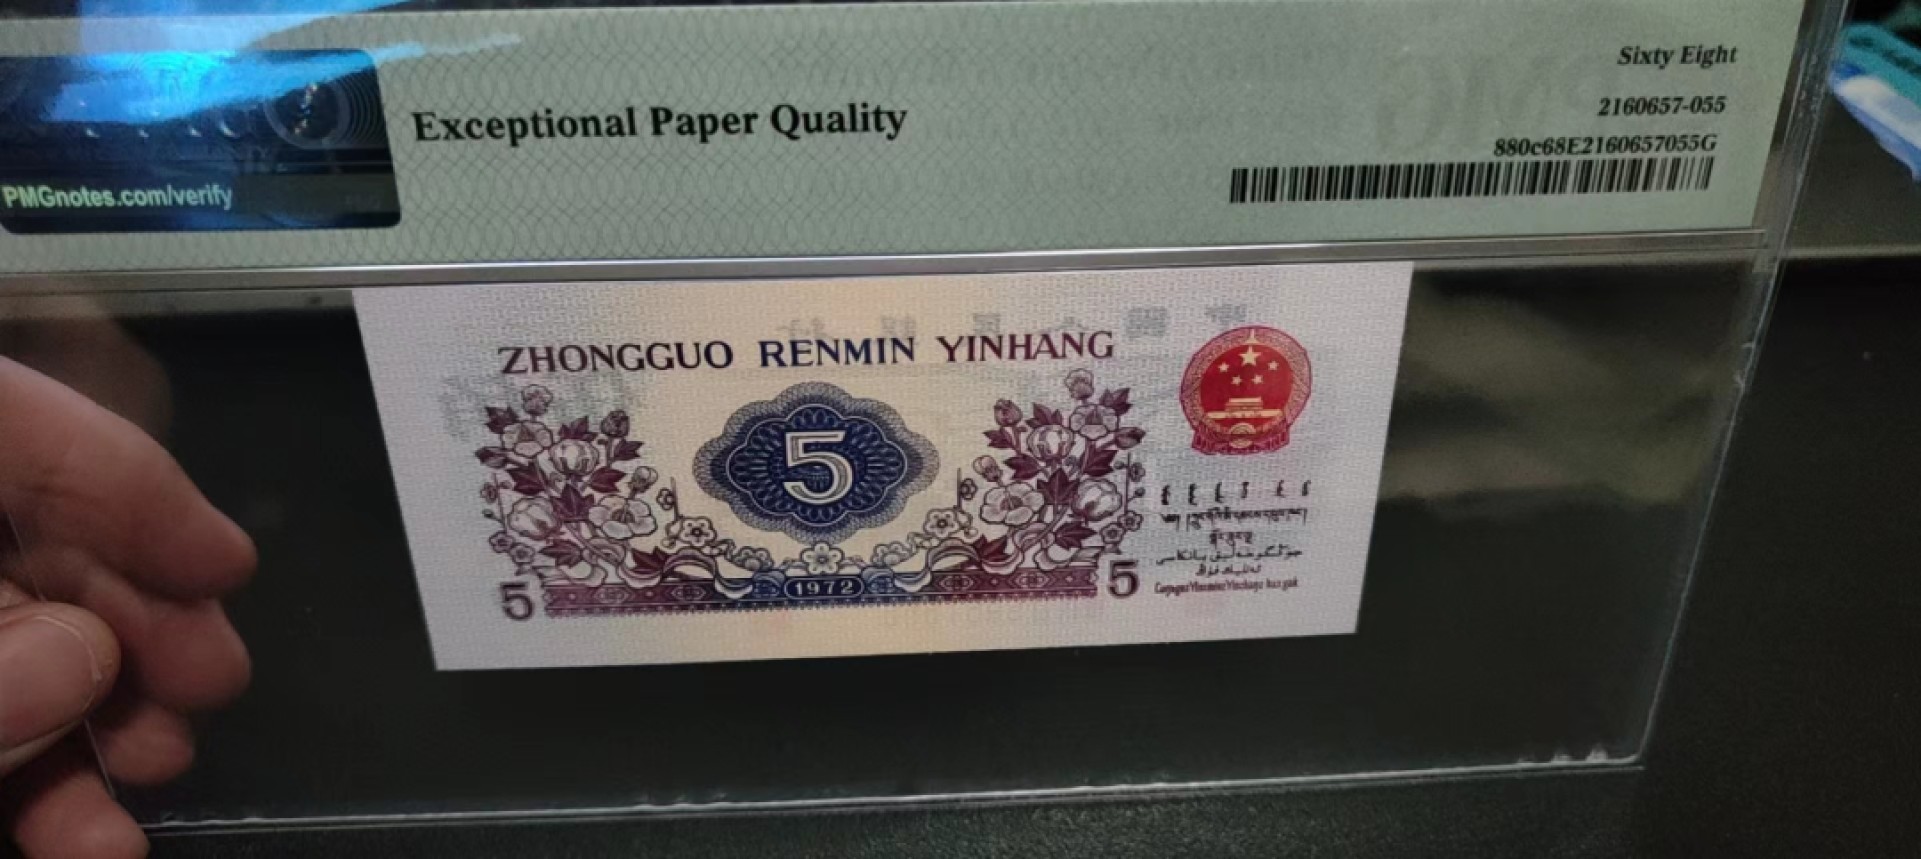 Sixty Eight
Exceptional Paper Quality
2160657-055
880c68E2160657055G
PMGnotes.com/verify
ZHONGGUO RENMIN YINHANG
5
1972
5
5